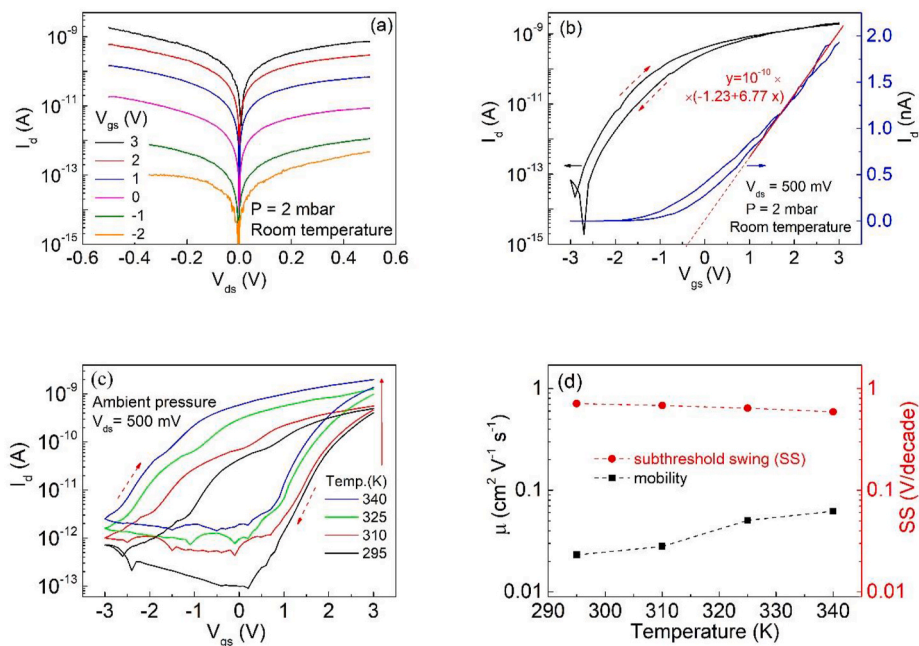 (a)
10⁻⁹
10⁻¹¹
10⁻¹³
10⁻¹⁵
I_d (A)
V_gs (V)
3
2
1
0
-1
-2
P = 2 mbar
Room temperature
-0.6 -0.4 -0.2 0.0 0.2 0.4 0.6
V_ds (V)
(b)
10⁻⁹
10⁻¹¹
10⁻¹³
10⁻¹⁵
I_d (A)
y=10⁻¹⁰ ×
×(-1.23+6.77 x)
V_ds = 500 mV
P = 2 mbar
Room temperature
2.0
1.5
1.0
0.5
0.0
I_d (nA)
-3 -2 -1 0 1 2 3
V_gs (V)
(c)
Ambient pressure
V_ds= 500 mV
10⁻⁹
10⁻¹⁰
10⁻¹¹
10⁻¹²
10⁻¹³
I_d (A)
Temp.(K)
340
325
310
295
-3 -2 -1 0 1 2 3
V_gs (V)
(d)
1
0.1
0.01
μ (cm² V⁻¹ s⁻¹)
subthreshold swing (SS)
mobility
1
0.1
0.01
SS (V/decade)
290 300 310 320 330 340
Temperature (K)